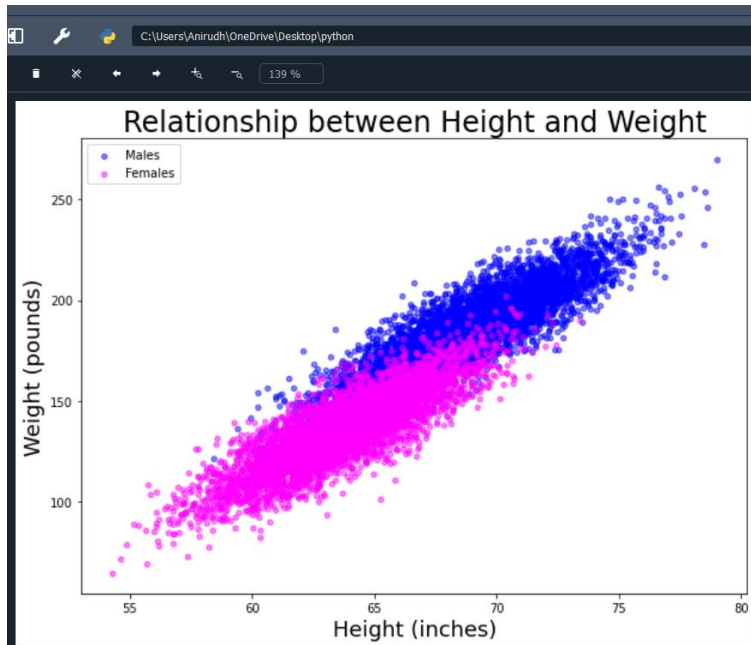 C:\Users\Anirudh\OneDrive\Desktop\python
139 %
Relationship between Height and Weight
Males
Females
250
200
150
100
Weight (pounds)
55 60 65 70 75 80
Height (inches)